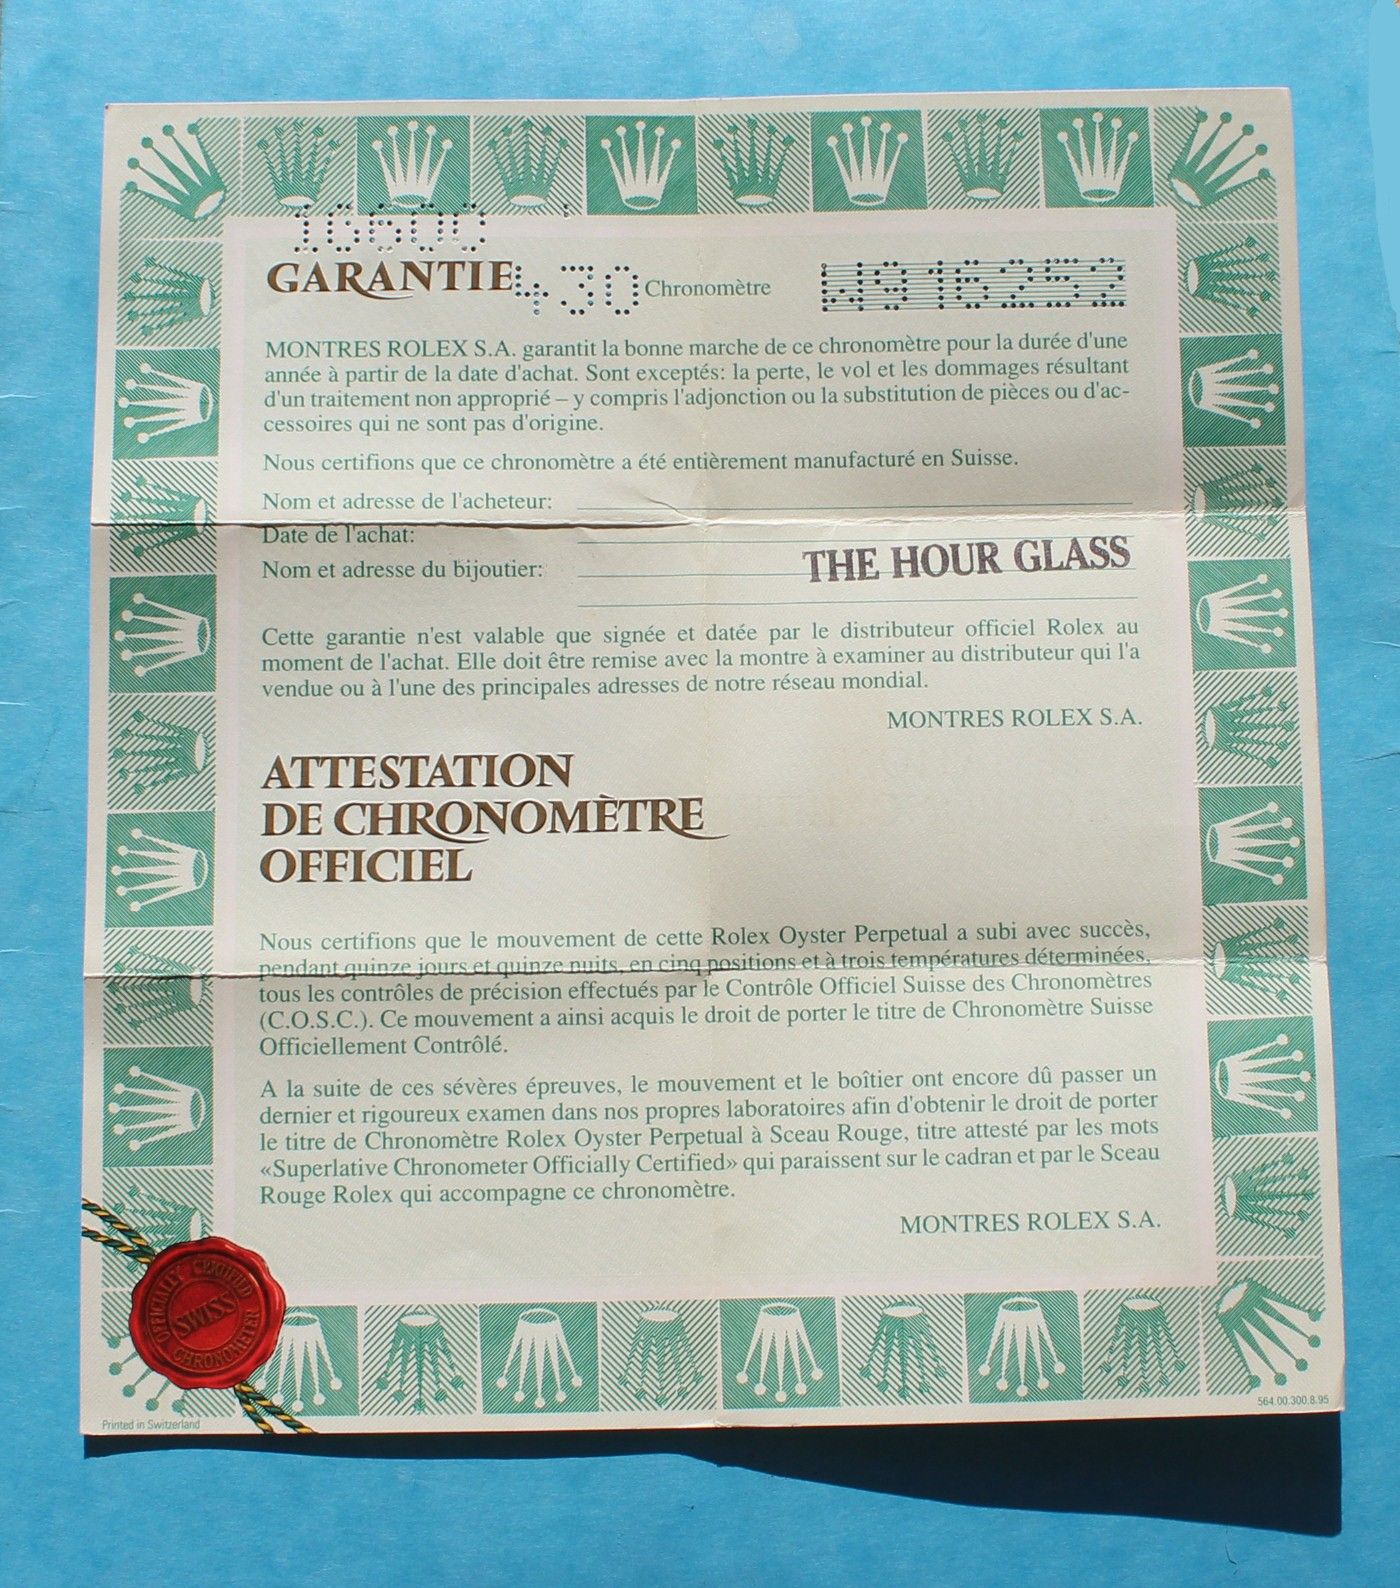 16600
GARANTIE 430 Chronomètre W916252
MONTRES ROLEX S.A. garantit la bonne marche de ce chronomètre pour la durée d'une
année à partir de la date d'achat. Sont exceptés: la perte, le vol et les dommages résultant
d'un traitement non approprié – y compris l'adjonction ou la substitution de pièces ou d'ac-
cessoires qui ne sont pas d'origine.
Nous certifions que ce chronomètre a été entièrement manufacturé en Suisse.
Nom et adresse de l'acheteur:
Date de l'achat:
Nom et adresse du bijoutier: THE HOUR GLASS
Cette garantie n'est valable que signée et datée par le distributeur officiel Rolex au
moment de l'achat. Elle doit être remise avec la montre à examiner au distributeur qui l'a
vendue ou à l'une des principales adresses de notre réseau mondial.
MONTRES ROLEX S.A.
ATTESTATION
DE CHRONOMÈTRE
OFFICIEL
Nous certifions que le mouvement de cette Rolex Oyster Perpetual a subi avec succès,
pendant quinze jours et quinze nuits, en cinq positions et à trois températures déterminées,
tous les contrôles de précision effectués par le Contrôle Officiel Suisse des Chronomètres
(C.O.S.C.). Ce mouvement a ainsi acquis le droit de porter le titre de Chronomètre Suisse
Officiellement Contrôlé.
A la suite de ces sévères épreuves, le mouvement et le boîtier ont encore dû passer un
dernier et rigoureux examen dans nos propres laboratoires afin d'obtenir le droit de porter
le titre de Chronomètre Rolex Oyster Perpetual à Sceau Rouge, titre attesté par les mots
«Superlative Chronometer Officially Certified» qui paraissent sur le cadran et par le Sceau
Rouge Rolex qui accompagne ce chronomètre.
MONTRES ROLEX S.A.
OFFICIALLY CERTIFIED
SWISS
CHRONOMETER
Printed in Switzerland
564.00.300.8.95